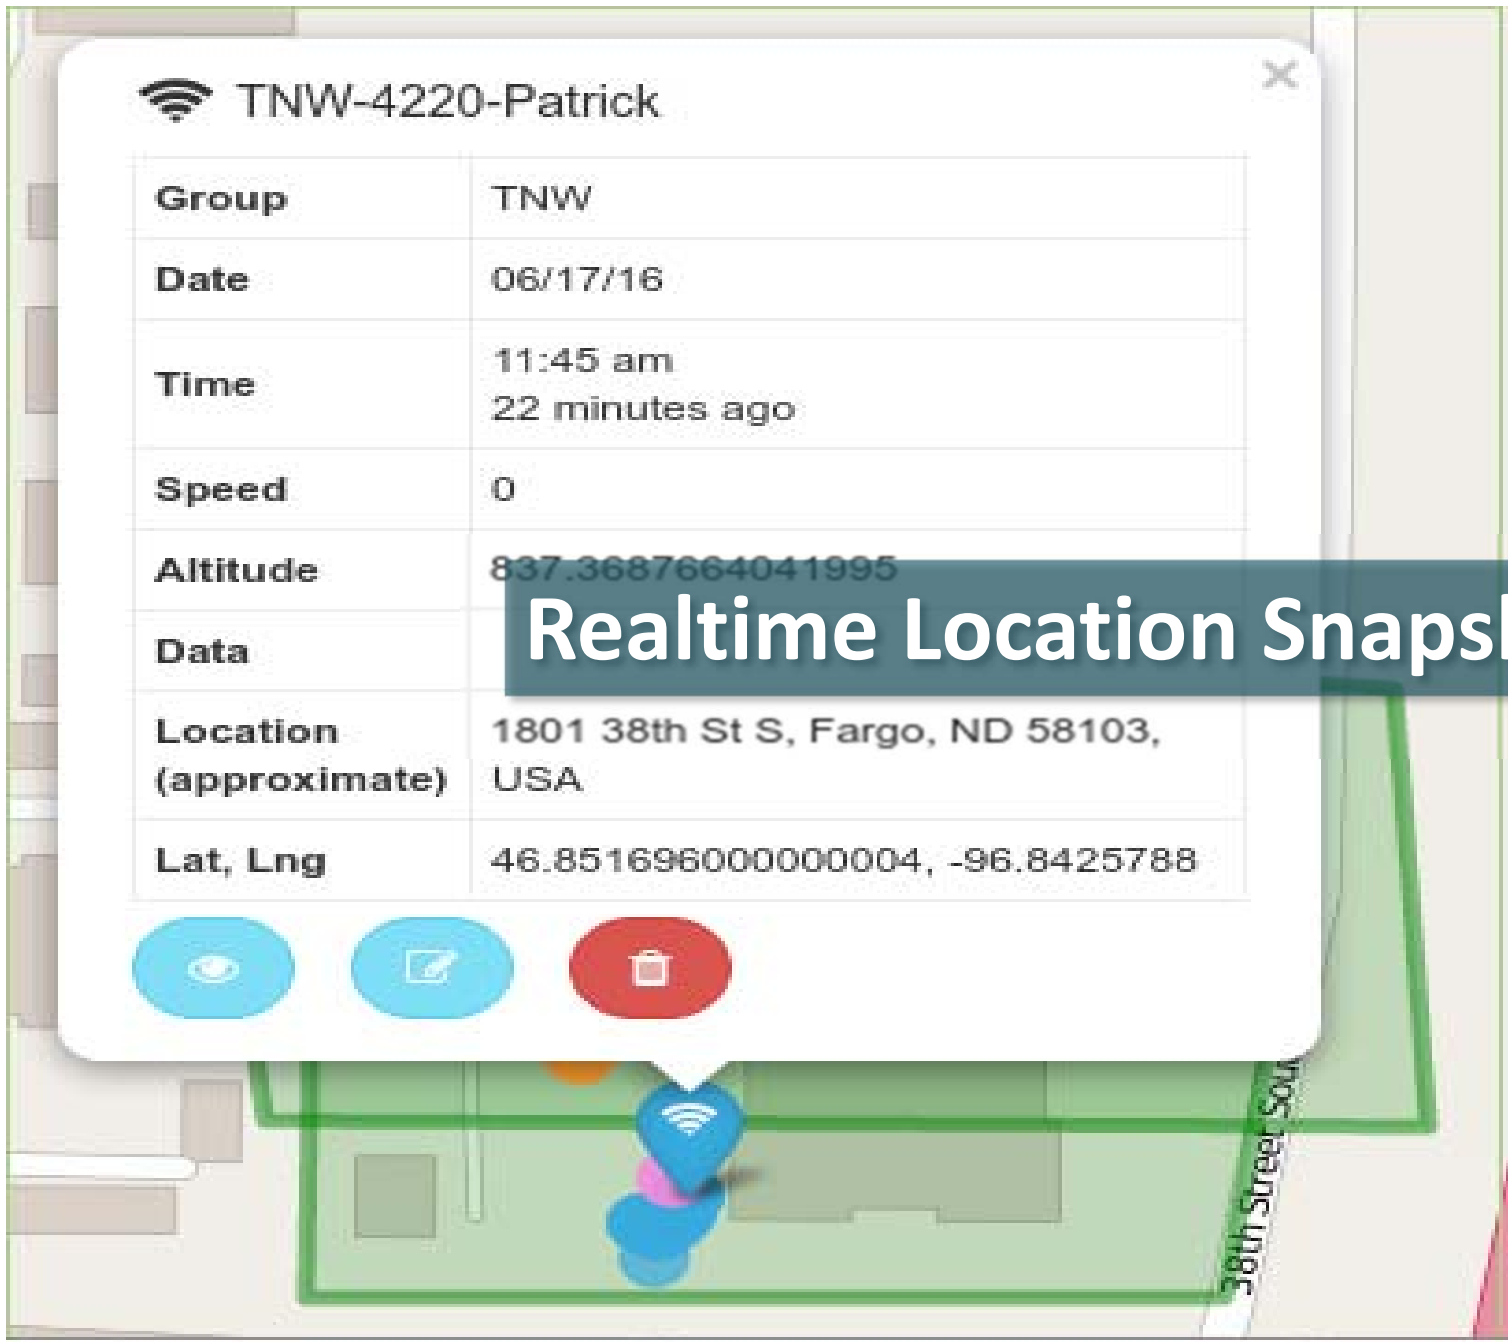 TNW-4220-Patrick
Group TNW
Date 06/17/16
Time 11:45 am
22 minutes ago
Speed 0
Altitude 837.3687664041995
Realtime Location Snaps
Data
Location 1801 38th St S, Fargo, ND 58103,
(approximate) USA
Lat, Lng 46.851696000000004, -96.8425788
38th Street Sou